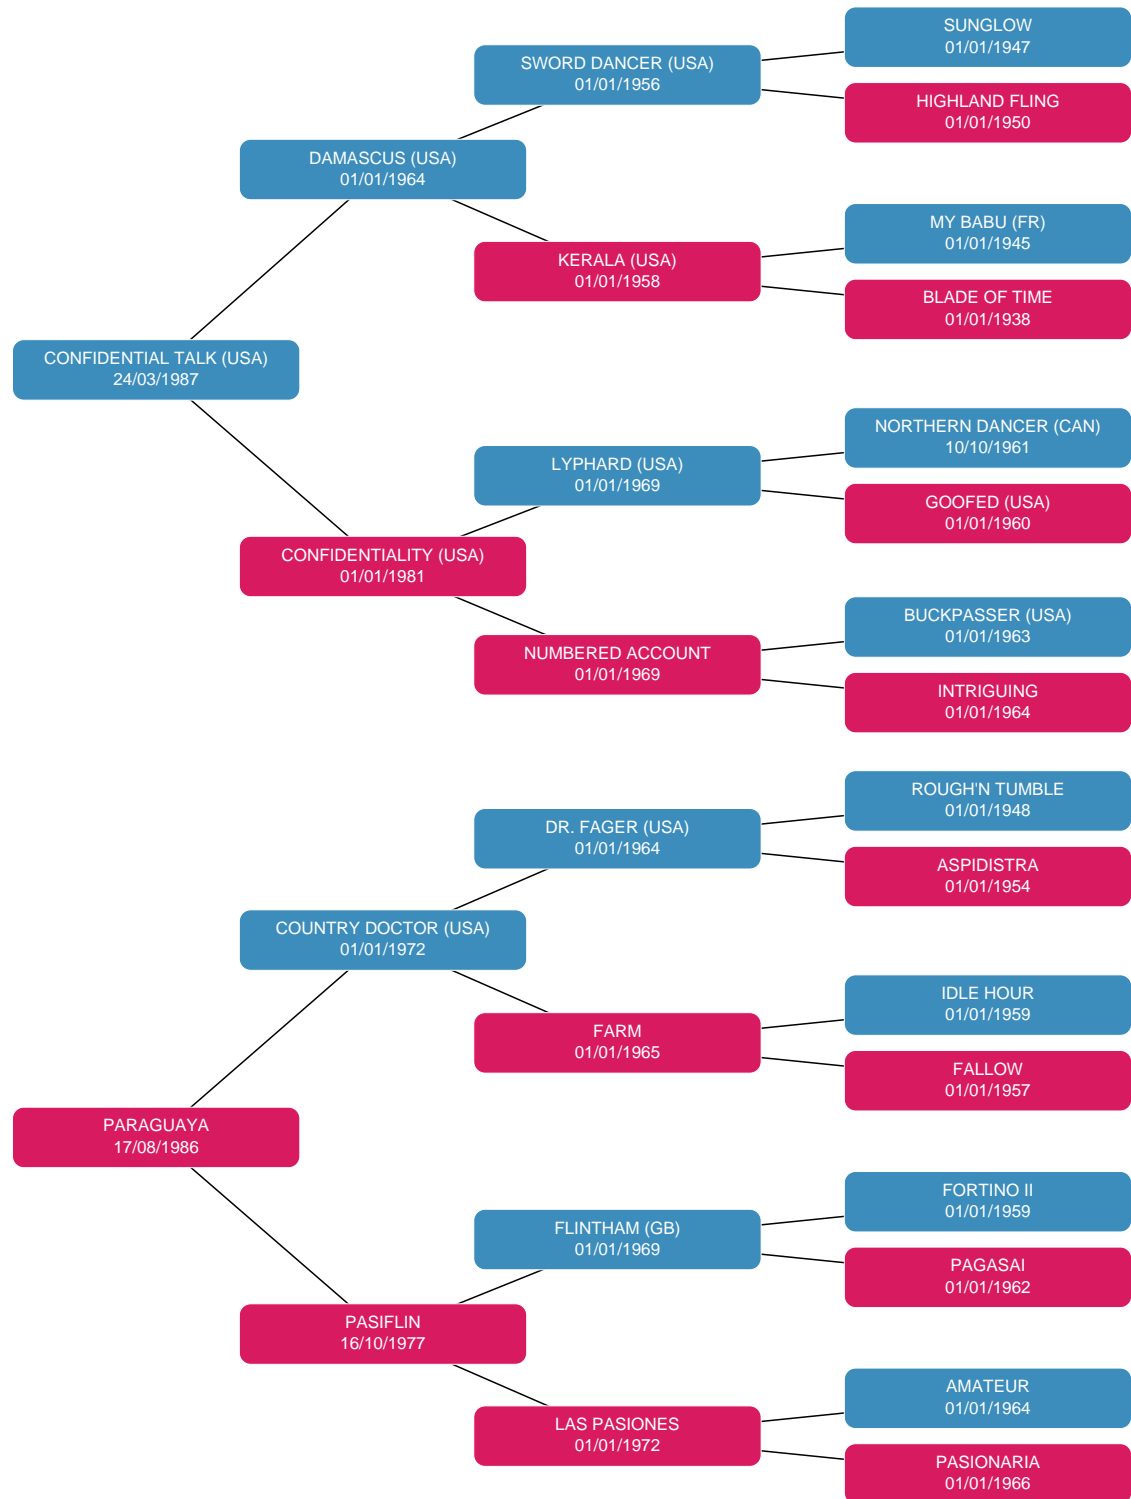 SUNGLOW
01/01/1947
SWORD DANCER (USA)
01/01/1956
HIGHLAND FLING
01/01/1950
DAMASCUS (USA)
01/01/1964
MY BABU (FR)
01/01/1945
KERALA (USA)
01/01/1958
BLADE OF TIME
01/01/1938
CONFIDENTIAL TALK (USA)
24/03/1987
NORTHERN DANCER (CAN)
10/10/1961
LYPHARD (USA)
01/01/1969
GOOFED (USA)
01/01/1960
CONFIDENTIALITY (USA)
01/01/1981
BUCKPASSER (USA)
01/01/1963
NUMBERED ACCOUNT
01/01/1969
INTRIGUING
01/01/1964
ROUGH'N TUMBLE
01/01/1948
DR. FAGER (USA)
01/01/1964
ASPIDISTRA
01/01/1954
COUNTRY DOCTOR (USA)
01/01/1972
IDLE HOUR
01/01/1959
FARM
01/01/1965
FALLOW
01/01/1957
PARAGUAYA
17/08/1986
FORTINO II
01/01/1959
FLINTHAM (GB)
01/01/1969
PAGASAI
01/01/1962
PASIFLIN
16/10/1977
AMATEUR
01/01/1964
LAS PASIONES
01/01/1972
PASIONARIA
01/01/1966